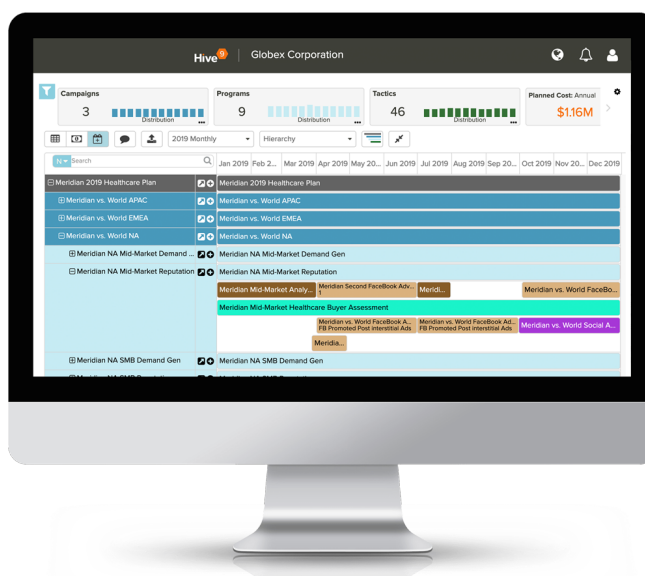 Hive9 | Globex Corporation
Campaigns
3
Distribution
Programs
9
Distribution
Tactics
46
Distribution
Planned Cost: Annual
$1.16M
2019 Monthly
Hierarchy
N
Search
Jan 2019 Feb 2... Mar 2019 Apr 2019 May 20... Jun 2019 Jul 2019 Aug 2019 Sep 20... Oct 2019 Nov 20... Dec 2019
Meridian 2019 Healthcare Plan
Meridian 2019 Healthcare Plan
Meridian vs. World APAC
Meridian vs. World APAC
Meridian vs. World EMEA
Meridian vs. World EMEA
Meridian vs. World NA
Meridian vs. World NA
Meridian NA Mid-Market Demand ...
Meridian NA Mid-Market Demand Gen
Meridian NA Mid-Market Reputation
Meridian NA Mid-Market Reputation
Meridian Mid-Market Analy...
Meridian Second FaceBook Adv...
1
Meridi...
Meridian vs. World FaceBo...
Meridian Mid-Market Healthcare Buyer Assessment
Meridian vs. World FaceBook A...
FB Promoted Post interstitial Ads
Meridian vs. World FaceBook Ad...
FB Promoted Post interstitial Ads
Meridian vs. World Social A...
Meridia...
Meridian NA SMB Demand Gen
Meridian NA SMB Demand Gen